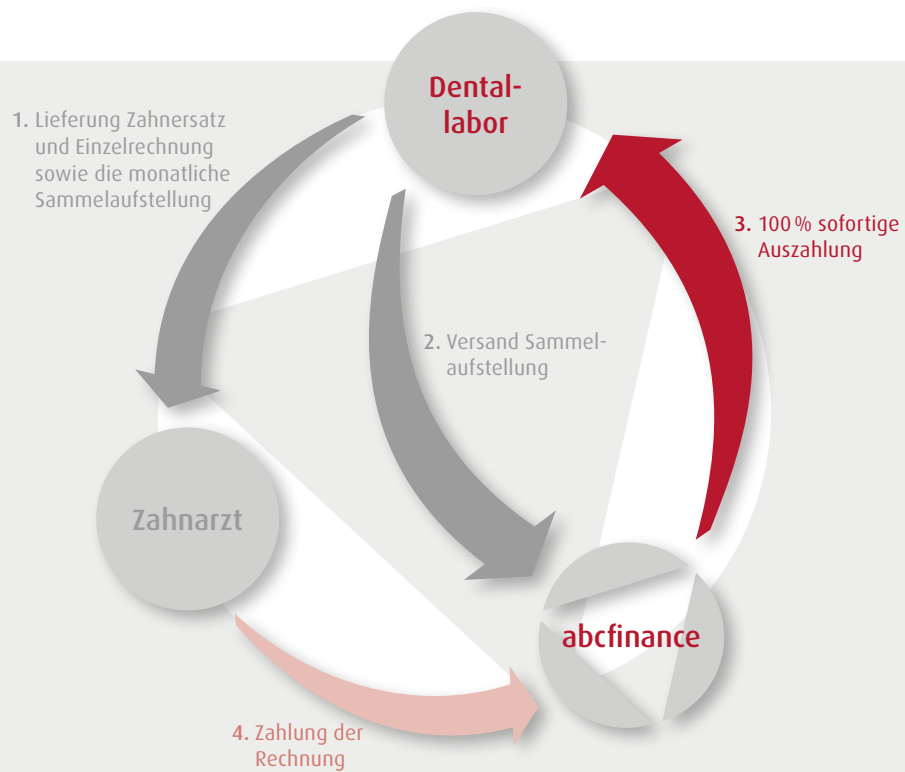 Dental-
labor
1. Lieferung Zahnersatz
und Einzelrechnung
sowie die monatliche
Sammelaufstellung
3. 100 % sofortige
Auszahlung
2. Versand Sammel-
aufstellung
Zahnarzt
abcfinance
4. Zahlung der
Rechnung